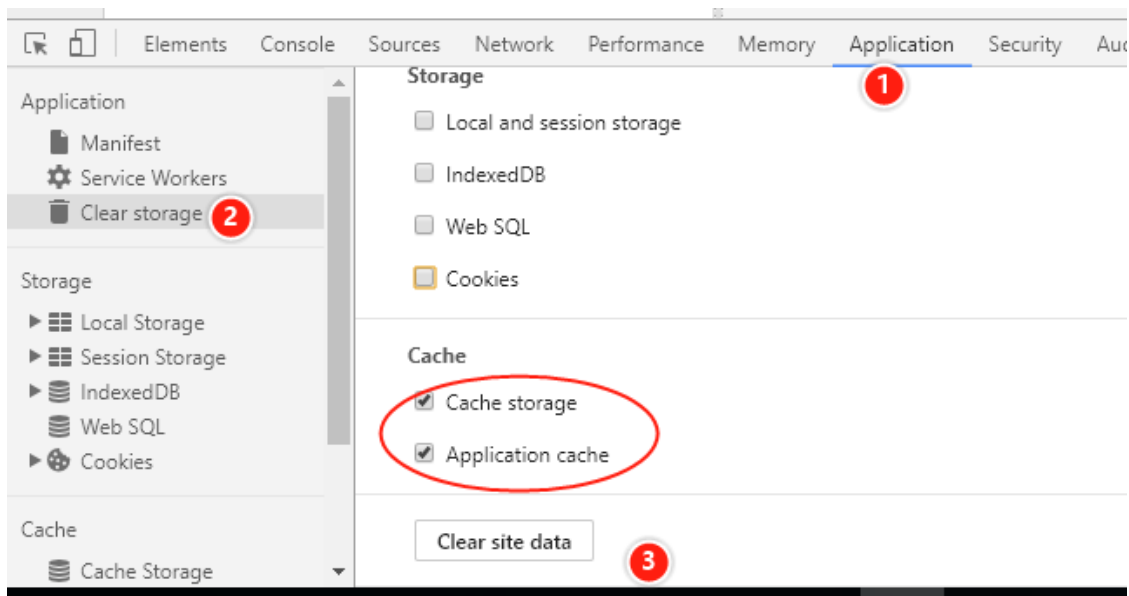 Elements Console Sources Network Performance Memory Application Security Auc
1
Application
Manifest
Service Workers
Clear storage 2
Storage
Local Storage
Session Storage
IndexedDB
Web SQL
Cookies
Cache
Cache Storage
Storage
Local and session storage
IndexedDB
Web SQL
Cookies
Cache
Cache storage
Application cache
Clear site data 3